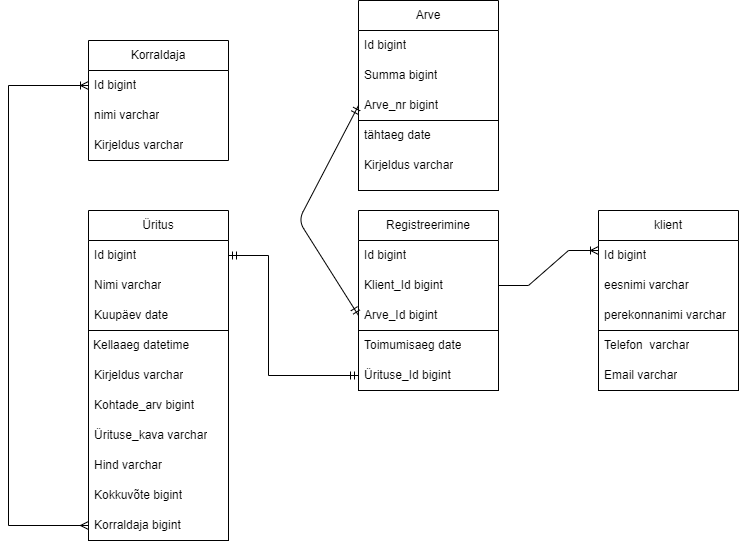 Arve
Id bigint
Summa bigint
Arve_nr bigint
tähtaeg date
Kirjeldus varchar
Korraldaja
Id bigint
nimi varchar
Kirjeldus varchar
Üritus
Id bigint
Nimi varchar
Kuupäev date
Kellaaeg datetime
Kirjeldus varchar
Kohtade_arv bigint
Ürituse_kava varchar
Hind varchar
Kokkuvõte bigint
Korraldaja bigint
Registreerimine
Id bigint
Klient_Id bigint
Arve_Id bigint
Toimumisaeg date
Ürituse_Id bigint
klient
Id bigint
eesnimi varchar
perekonnanimi varchar
Telefon  varchar
Email varchar